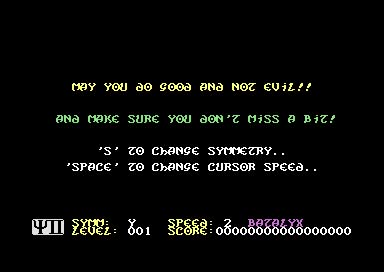 MAY YOU DO GOOD AND NOT EVIL!!
AND MAKE SURE YOU DON'T MISS A BIT!
'S' TO CHANGE SYMMETRY..
'SPACE' TO CHANGE CURSOR SPEED..
SYMM: Y SPEED: 2 BATALYX
LEVEL: 001 SCORE:0000000000000000